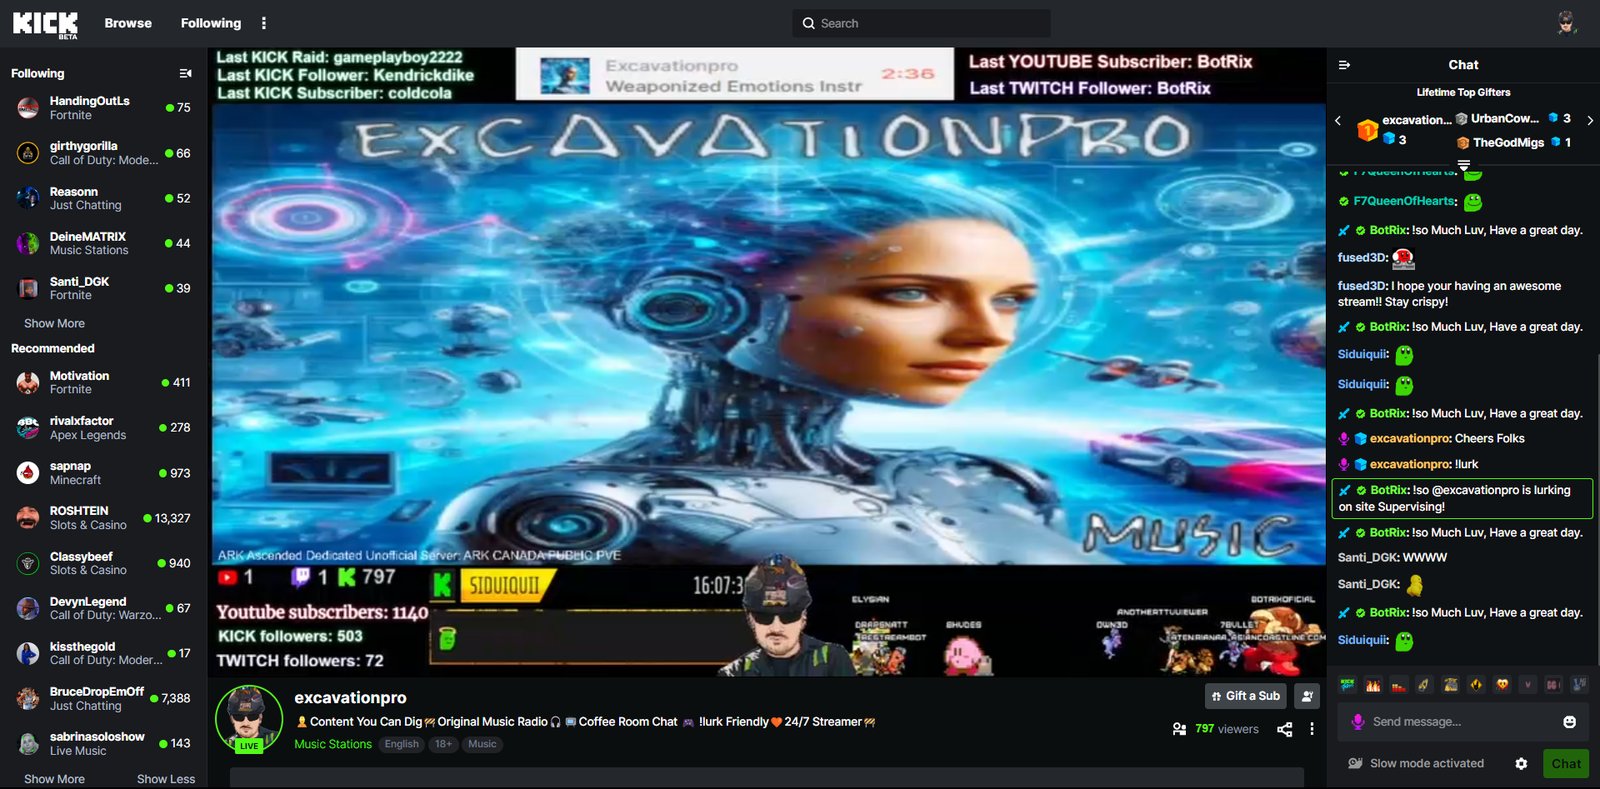 KICK
BETA
Browse
Following
Search
Following
HandingOutLs
Fortnite
75
girthygorilla
Call of Duty: Mode...
66
Reasonn
Just Chatting
52
DeineMATRIX
Music Stations
44
Santi_DGK
Fortnite
39
Show More
Recommended
Motivation
Fortnite
411
rivalxfactor
Apex Legends
278
sapnap
Minecraft
973
ROSHTEIN
Slots & Casino
13,327
Classybeef
Slots & Casino
940
DevynLegend
Call of Duty: Warzo...
67
kissthegold
Call of Duty: Moder...
17
BruceDropEmOff
Just Chatting
7,388
sabrinasoloshow
Live Music
143
Show More Show Less
Last KICK Raid: gameplayboy2222
Last KICK Follower: Kendrickdike
Last KICK Subscriber: coldcola
Excavationpro
Weaponized Emotions Instr
2:36
Last YOUTUBE Subscriber: BotRix
Last TWITCH Follower: BotRix
EXCAVATIONPRO
MUSIC
ARK Ascended Dedicated Unofficial Server: ARK CANADA PUBLIC PVE
1 1 797
Youtube subscribers: 1140
KICK followers: 503
TWITCH followers: 72
SIDUIQUII
16:07:3
ELYSIAN
BHUDES
OWN3D
7BULLET
BOTRIXOFICIAL
LIVE
excavationpro
Content You Can Dig Original Music Radio Coffee Room Chat !lurk Friendly 24/7 Streamer
Music Stations English 18+ Music
Gift a Sub
797 viewers
Chat
Lifetime Top Gifters
excavation...
3
UrbanCow... 3
TheGodMigs 1
F7QueenOfHearts:
F7QueenOfHearts:
BotRix: !so Much Luv, Have a great day.
fused3D:
fused3D: I hope your having an awesome
stream!! Stay crispy!
BotRix: !so Much Luv, Have a great day.
Siduiquii:
Siduiquii:
BotRix: !so Much Luv, Have a great day.
excavationpro: Cheers Folks
excavationpro: !lurk
BotRix: !so @excavationpro is lurking
on site Supervising!
BotRix: !so Much Luv, Have a great day.
Santi_DGK: WWWW
Santi_DGK:
BotRix: !so Much Luv, Have a great day.
Siduiquii:
Send message...
Slow mode activated
Chat